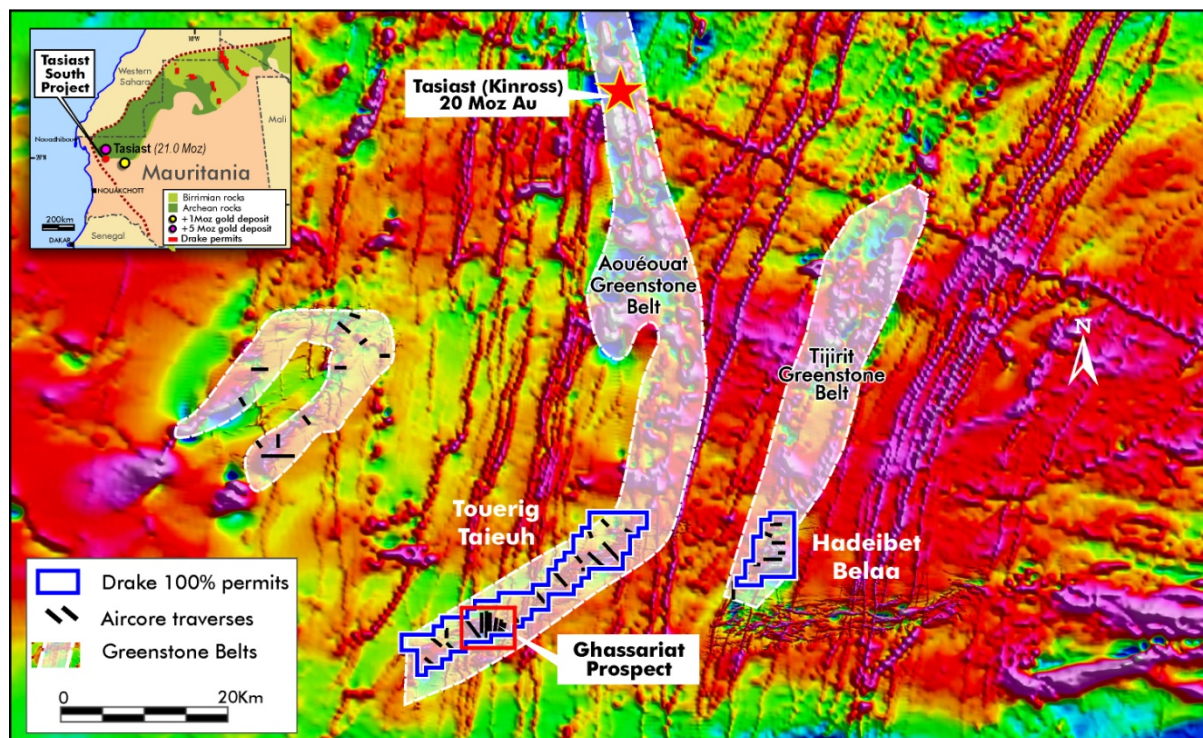 Tasiast
South
Project
Western
Sahara
Mali
Nouadhibou
Tasiast (21.0 Moz)
20°N
Mauritania
NOUAKCHOTT
Birrimian rocks
Archean rocks
+1Moz gold deposit
+5 Moz gold deposit
Drake permits
200km
Senegal
DAKAR
Tasiast (Kinross)
20 Moz Au
Aouéouat
Greenstone
Belt
Tijirit
Greenstone
Belt
N
Touerig
Taieuh
Hadeibet
Belaa
Ghassariat
Prospect
Drake 100% permits
Aircore traverses
Greenstone Belts
0 20Km